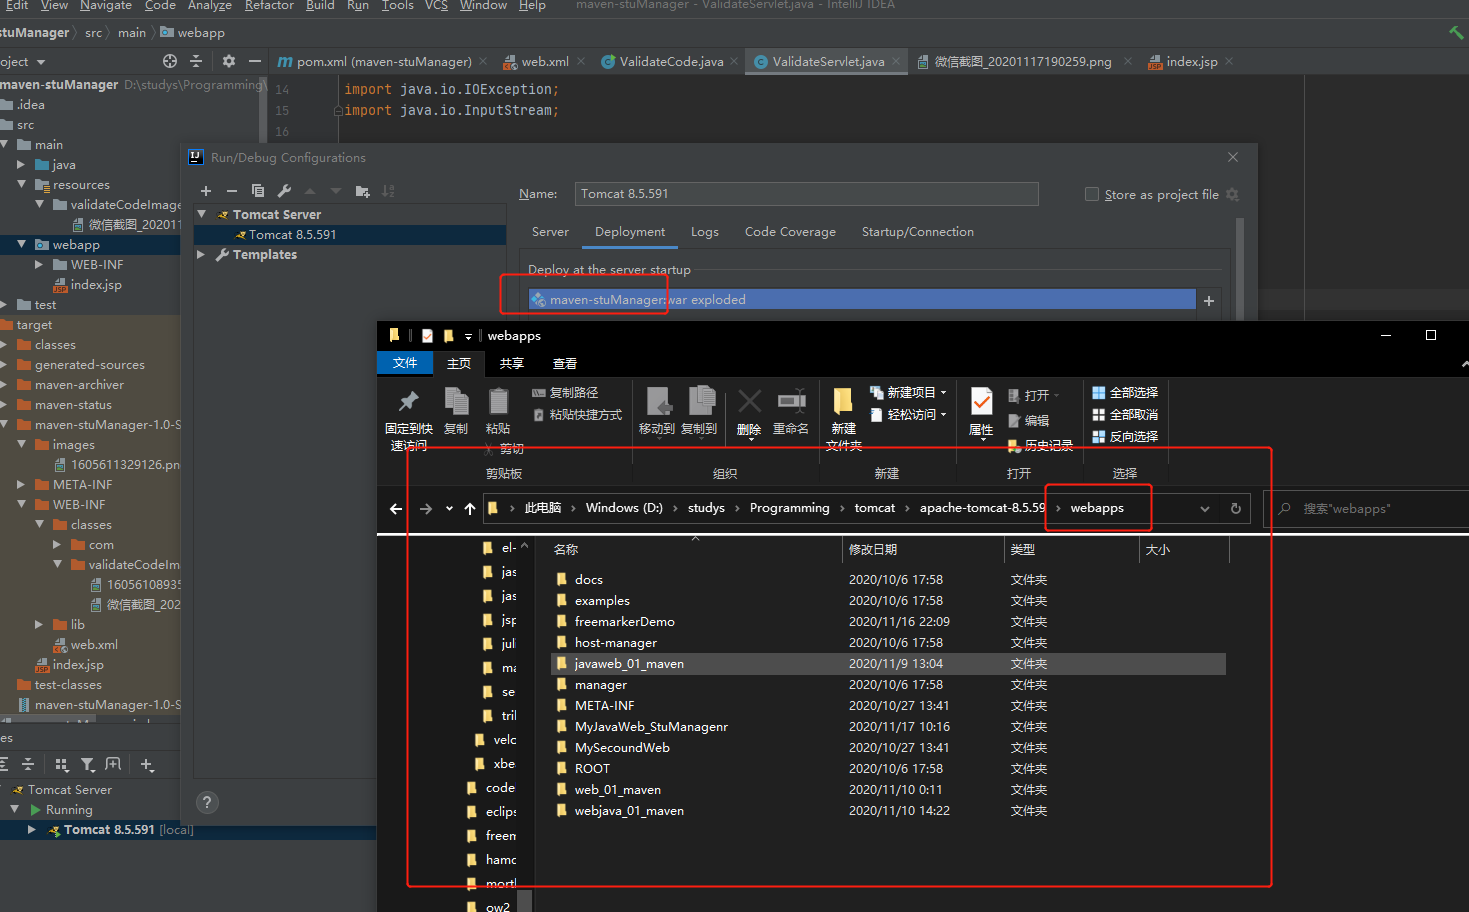 Edit View Navigate Code Analyze Refactor Build Run Tools VCS Window Help maven-stuManager - ValidateServlet.java - IntelliJ IDEA
stuManager src main webapp
oject pom.xml (maven-stuManager) web.xml ValidateCode.java ValidateServlet.java 微信截图_20201117190259.png index.jsp
maven-stuManager D:\studys\Programming\
.idea
src
main
java
resources
validateCodeImage
微信截图_20201
webapp
WEB-INF
index.jsp
test
target
classes
generated-sources
maven-archiver
maven-status
maven-stuManager-1.0-S
images
1605611329126.pn
META-INF
WEB-INF
classes
com
validateCodeIm
16056108935
微信截图_202
lib
web.xml
index.jsp
test-classes
maven-stuManager-1.0-S
es
Tomcat Server
Running
Tomcat 8.5.591 [local]
14 import java.io.IOException;
15 import java.io.InputStream;
16
Run/Debug Configurations
Tomcat Server
Tomcat 8.5.591
Templates
?
Name: Tomcat 8.5.591 Store as project file
Server Deployment Logs Code Coverage Startup/Connection
Deploy at the server startup
maven-stuManager:war exploded
webapps
文件 主页 共享 查看
固定到快速访问
复制
粘贴
复制路径
粘贴快捷方式
剪切
剪贴板
移动到 复制到 删除 重命名
组织
新建文件夹
新建项目
轻松访问
新建
属性
打开
编辑
历史记录
打开
全部选择
全部取消
反向选择
选择
此电脑 Windows (D:) studys Programming tomcat apache-tomcat-8.5.59 webapps
搜索"webapps"
el-
jas
jas
jsp
juli
ma
se
tril
velo
xbe
code
eclips
freem
hamc
mortl
ow2
名称 修改日期 类型 大小
docs 2020/10/6 17:58 文件夹
examples 2020/10/6 17:58 文件夹
freemarkerDemo 2020/11/16 22:09 文件夹
host-manager 2020/10/6 17:58 文件夹
javaweb_01_maven 2020/11/9 13:04 文件夹
manager 2020/10/6 17:58 文件夹
META-INF 2020/10/27 13:41 文件夹
MyJavaWeb_StuManagenr 2020/11/17 10:16 文件夹
MySecoundWeb 2020/10/27 13:41 文件夹
ROOT 2020/10/6 17:58 文件夹
web_01_maven 2020/11/10 0:11 文件夹
webjava_01_maven 2020/11/10 14:22 文件夹